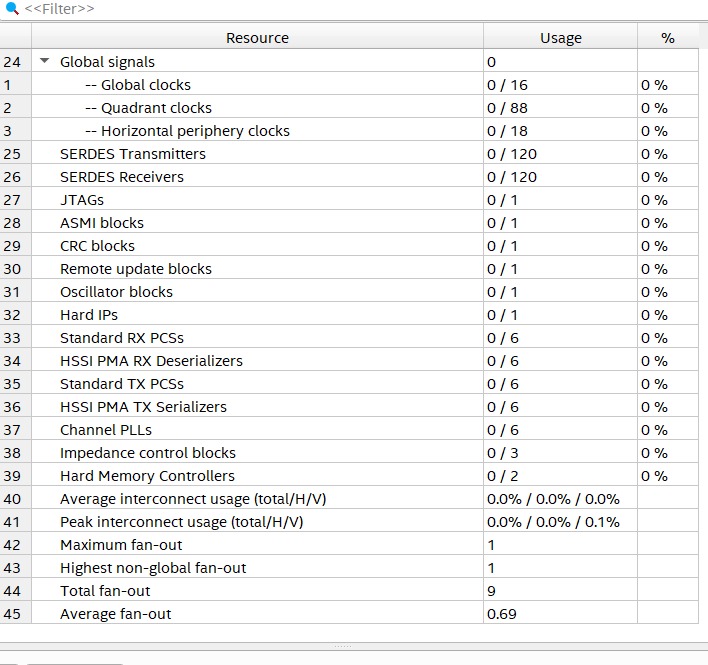 <<Filter>>
Resource Usage %
24 Global signals 0
1 -- Global clocks 0 / 16 0 %
2 -- Quadrant clocks 0 / 88 0 %
3 -- Horizontal periphery clocks 0 / 18 0 %
25 SERDES Transmitters 0 / 120 0 %
26 SERDES Receivers 0 / 120 0 %
27 JTAGs 0 / 1 0 %
28 ASMI blocks 0 / 1 0 %
29 CRC blocks 0 / 1 0 %
30 Remote update blocks 0 / 1 0 %
31 Oscillator blocks 0 / 1 0 %
32 Hard IPs 0 / 1 0 %
33 Standard RX PCSs 0 / 6 0 %
34 HSSI PMA RX Deserializers 0 / 6 0 %
35 Standard TX PCSs 0 / 6 0 %
36 HSSI PMA TX Serializers 0 / 6 0 %
37 Channel PLLs 0 / 6 0 %
38 Impedance control blocks 0 / 3 0 %
39 Hard Memory Controllers 0 / 2 0 %
40 Average interconnect usage (total/H/V) 0.0% / 0.0% / 0.0%
41 Peak interconnect usage (total/H/V) 0.0% / 0.0% / 0.1%
42 Maximum fan-out 1
43 Highest non-global fan-out 1
44 Total fan-out 9
45 Average fan-out 0.69